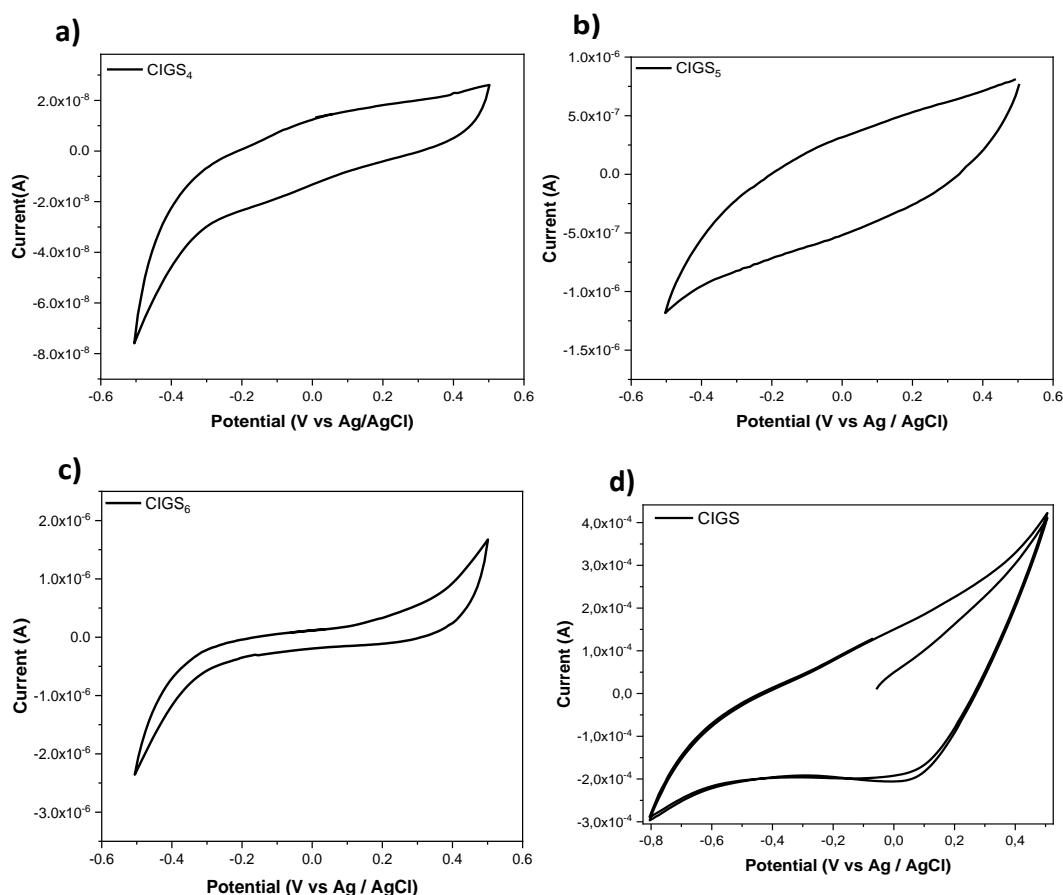 a)
CIGS₄
2.0x10⁻⁸
0.0
-2.0x10⁻⁸
-4.0x10⁻⁸
-6.0x10⁻⁸
-8.0x10⁻⁸
Current(A)
-0.6 -0.4 -0.2 0.0 0.2 0.4 0.6
Potential (V vs Ag/AgCl)
b)
CIGS₅
1.0x10⁻⁶
5.0x10⁻⁷
0.0
-5.0x10⁻⁷
-1.0x10⁻⁶
-1.5x10⁻⁶
Current (A)
-0.6 -0.4 -0.2 0.0 0.2 0.4 0.6
Potential (V vs Ag / AgCl)
c)
CIGS₆
2.0x10⁻⁶
1.0x10⁻⁶
0.0
-1.0x10⁻⁶
-2.0x10⁻⁶
-3.0x10⁻⁶
Current (A)
-0.6 -0.4 -0.2 0.0 0.2 0.4 0.6
Potential (V vs Ag / AgCl)
d)
CIGS
4,0x10⁻⁴
3,0x10⁻⁴
2,0x10⁻⁴
1,0x10⁻⁴
0,0
-1,0x10⁻⁴
-2,0x10⁻⁴
-3,0x10⁻⁴
Current (A)
-0,8 -0,6 -0,4 -0,2 0,0 0,2 0,4
Potential (V vs Ag / AgCl)